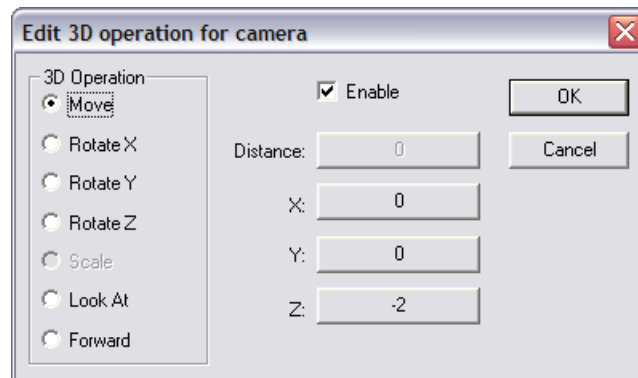 Edit 3D operation for camera
3D Operation
Move
Rotate X
Rotate Y
Rotate Z
Scale
Look At
Forward
Enable
Distance: 0
X: 0
Y: 0
Z: -2
OK
Cancel